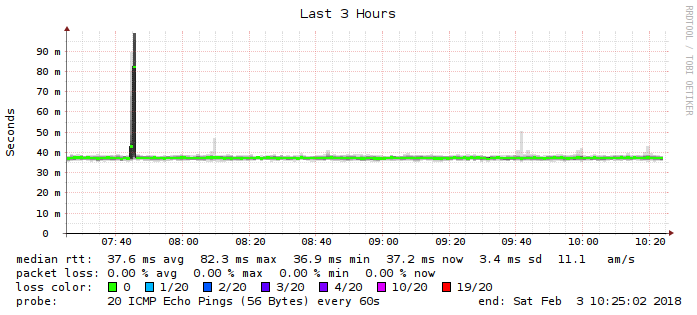 Last 3 Hours
RRDTOOL / TOBI OETIKER
Seconds
90 m
80 m
70 m
60 m
50 m
40 m
30 m
20 m
10 m
0
07:40 08:00 08:20 08:40 09:00 09:20 09:40 10:00 10:20
median rtt: 37.6 ms avg 82.3 ms max 36.9 ms min 37.2 ms now 3.4 ms sd 11.1 am/s
packet loss: 0.00 % avg 0.00 % max 0.00 % min 0.00 % now
loss color: 0 1/20 2/20 3/20 4/20 10/20 19/20
probe: 20 ICMP Echo Pings (56 Bytes) every 60s end: Sat Feb 3 10:25:02 2018